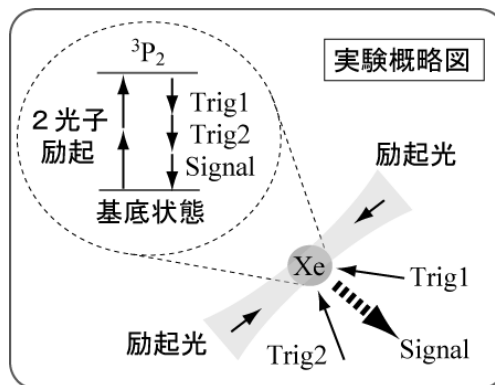 実験概略図
³P₂
2光子
励起
Trig1
Trig2
Signal
基底状態
励起光
Xe
Trig1
励起光
Trig2
Signal